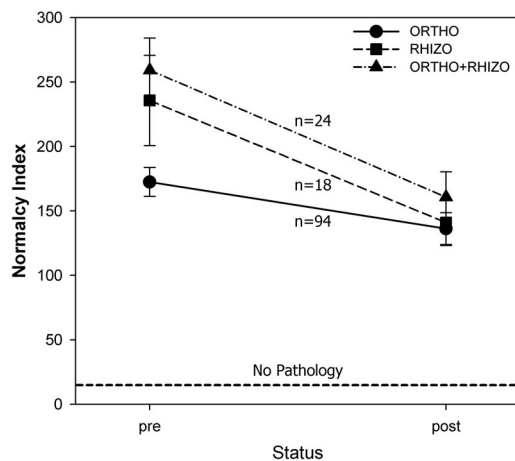 300
ORTHO
RHIZO
ORTHO+RHIZO
250
n=24
200
n=18
n=94
150
100
50
No Pathology
0
Normalcy Index
pre
post
Status